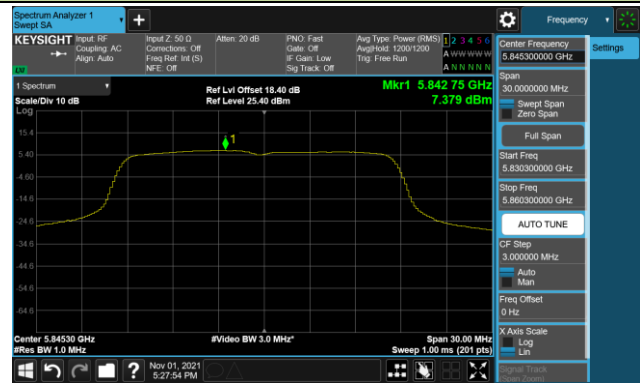 Spectrum Analyzer 1
Swept SA
+
Frequency
KEYSIGHT
Input: RF
Coupling: AC
Align: Auto
Input Z: 50 Ω
Corrections: Off
Freq Ref: Int (S)
NFE: Off
Atten: 20 dB
PNO: Fast
Gate: Off
IF Gain: Low
Sig Track: Off
Avg Type: Power (RMS)
Avg|Hold: 1200/1200
Trig: Free Run
1 2 3 4 5 6
A W W W W W
A N N N N N
1 Spectrum
Scale/Div 10 dB
Log
Ref Lvl Offset 18.40 dB
Ref Level 25.40 dBm
Mkr1 5.842 75 GHz
7.379 dBm
1
15.4
5.40
-4.60
-14.6
-24.6
-34.6
-44.6
-54.6
-64.6
Center 5.84530 GHz
#Res BW 1.0 MHz
#Video BW 3.0 MHz*
Span 30.00 MHz
Sweep 1.00 ms (201 pts)
Nov 01, 2021
5:27:54 PM
Settings
Center Frequency
5.845300000 GHz
Span
30.0000000 MHz
Swept Span
Zero Span
Full Span
Start Freq
5.830300000 GHz
Stop Freq
5.860300000 GHz
AUTO TUNE
CF Step
3.000000 MHz
Auto
Man
Freq Offset
0 Hz
X Axis Scale
Log
Lin
Signal Track
(Span Zoom)